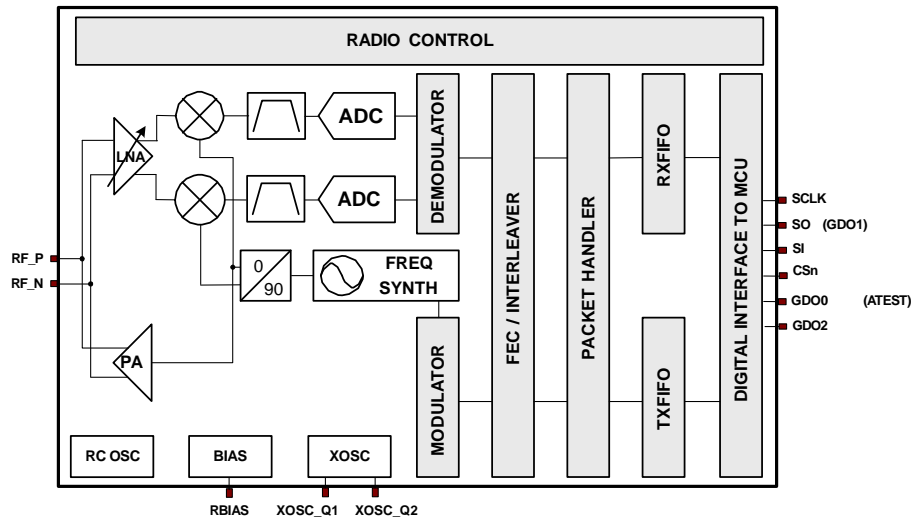 RADIO CONTROL
LNA
ADC
ADC
DEMODULATOR
FEC / INTERLEAVER
PACKET HANDLER
RXFIFO
DIGITAL INTERFACE TO MCU
SCLK
SO (GDO1)
SI
CSn
GDO0 (ATEST)
GDO2
RF_P
RF_N
0
90
FREQ
SYNTH
PA
MODULATOR
TXFIFO
RC OSC
BIAS
XOSC
RBIAS
XOSC_Q1
XOSC_Q2